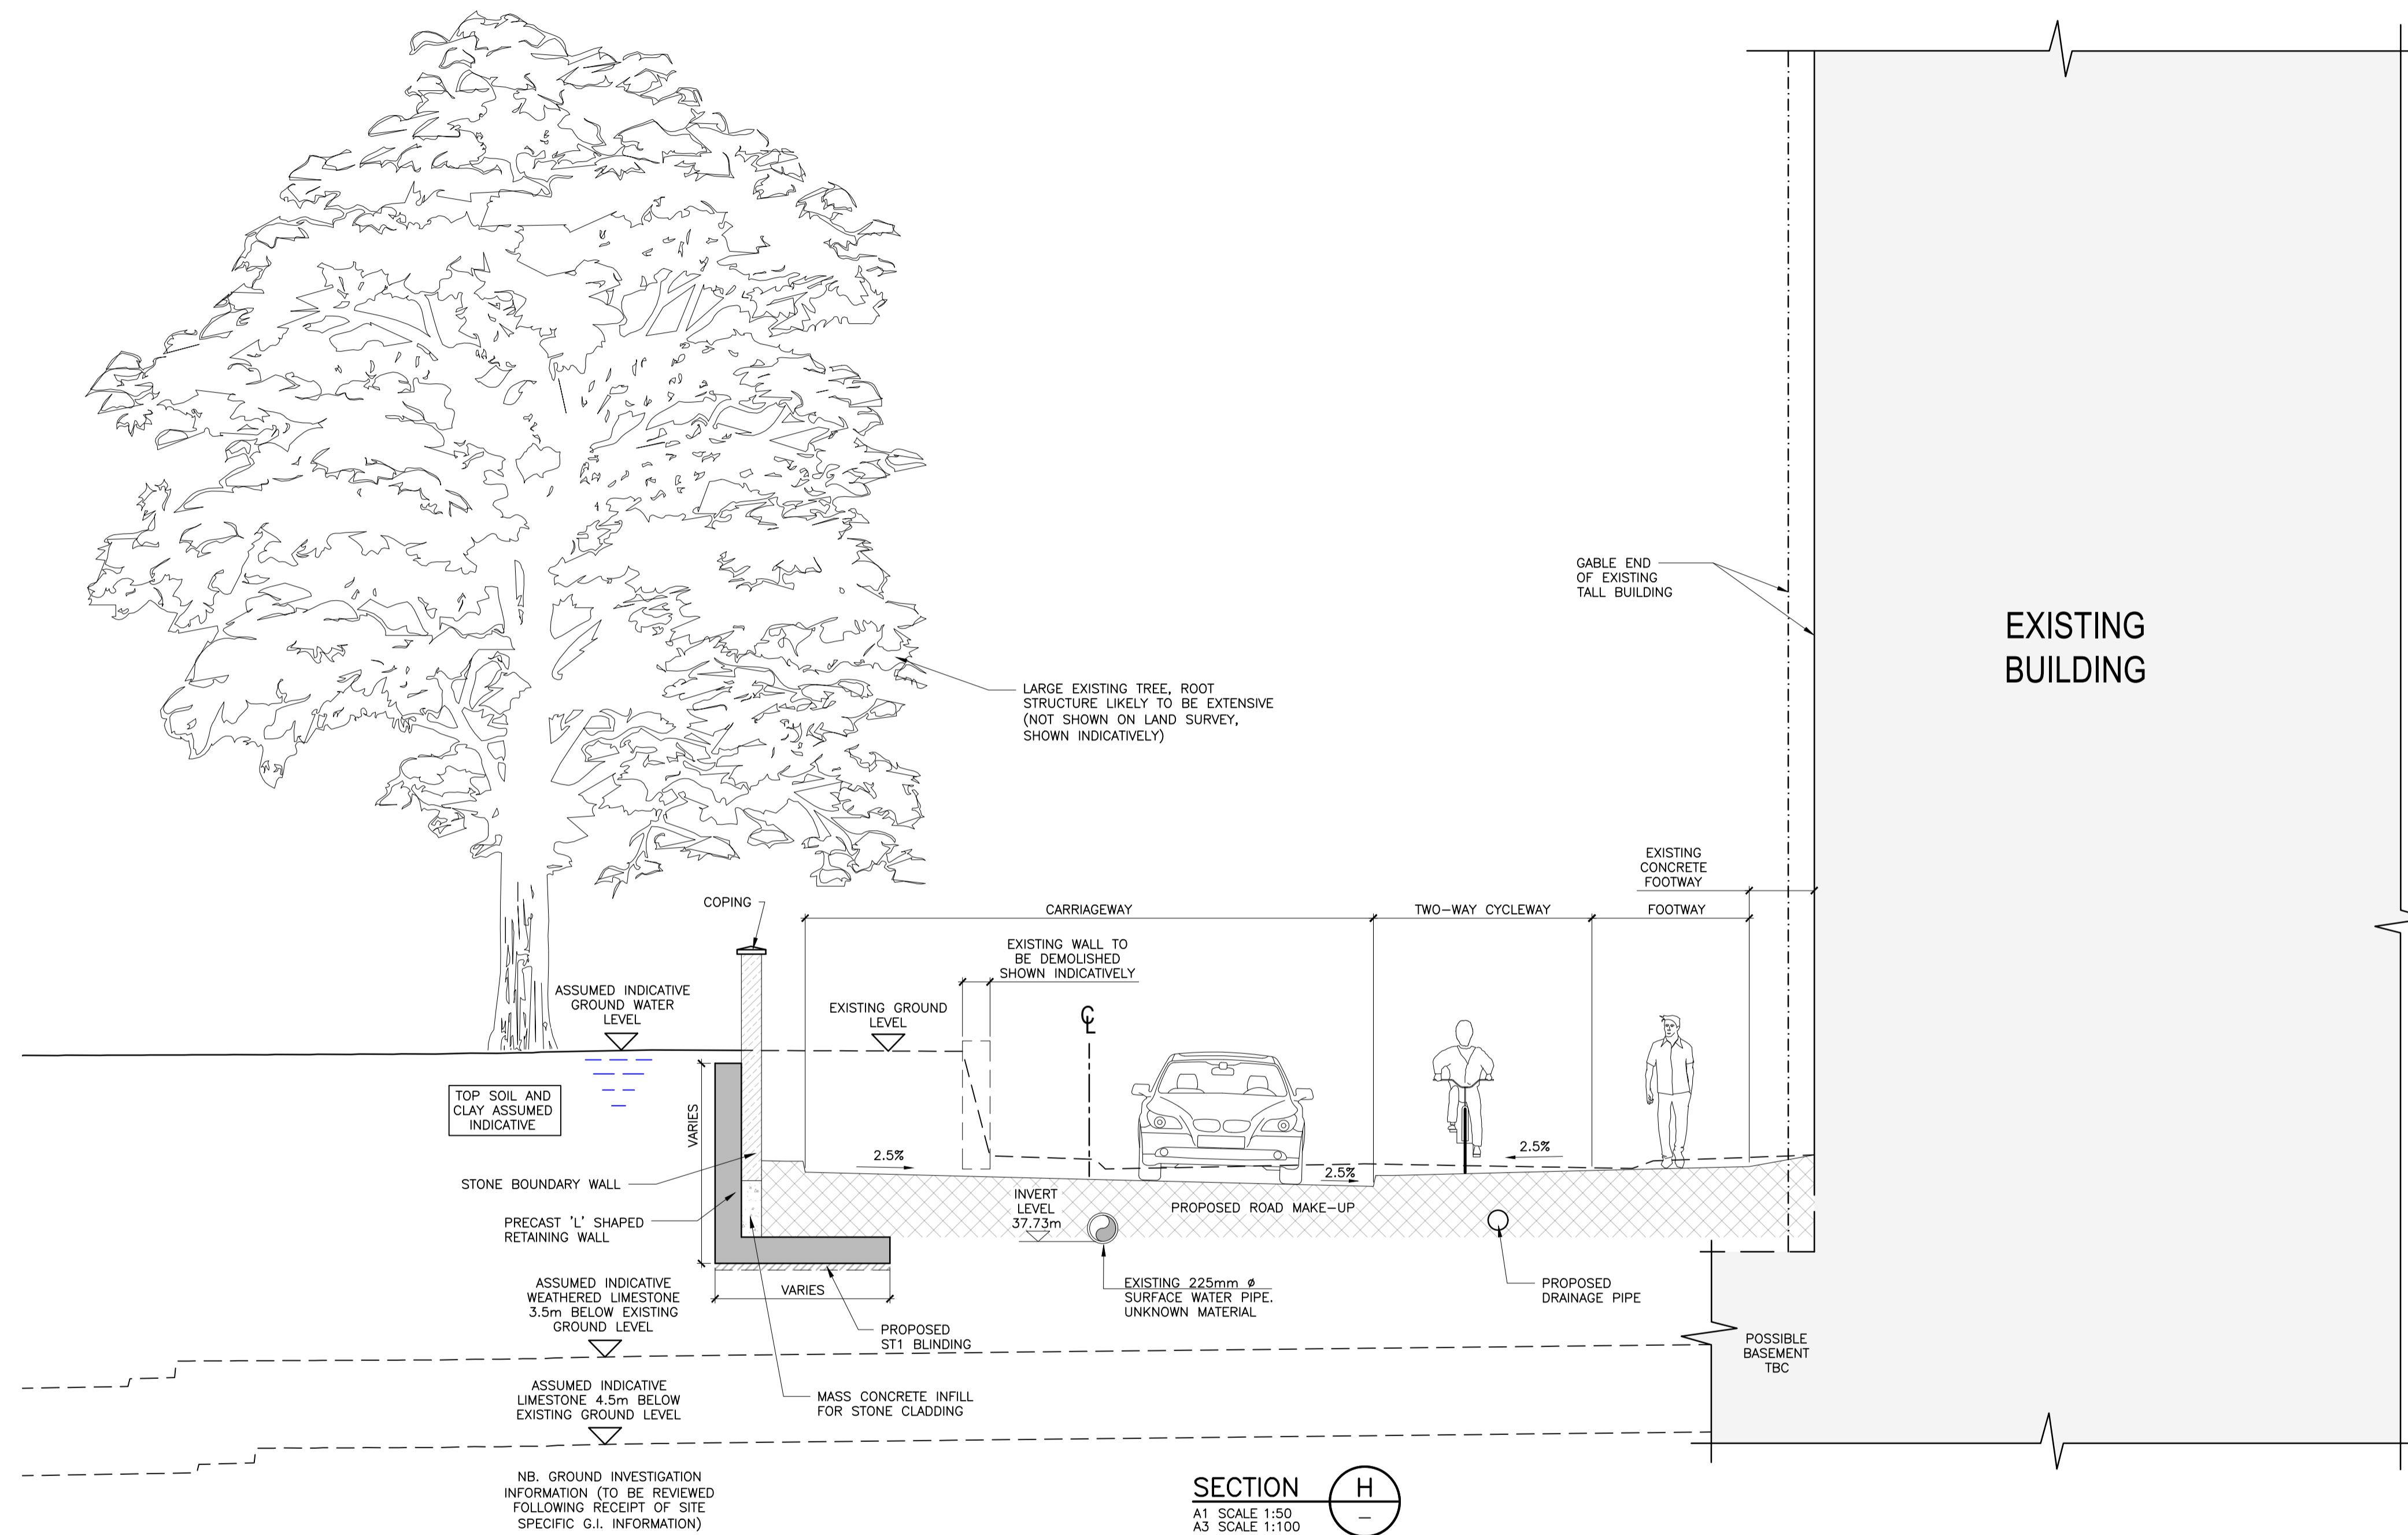 GABLE END
OF EXISTING
TALL BUILDING
EXISTING
BUILDING
LARGE EXISTING TREE, ROOT
STRUCTURE LIKELY TO BE EXTENSIVE
(NOT SHOWN ON LAND SURVEY,
SHOWN INDICATIVELY)
EXISTING
CONCRETE
FOOTWAY
COPING
CARRIAGEWAY
TWO-WAY CYCLEWAY
FOOTWAY
EXISTING WALL TO
BE DEMOLISHED
SHOWN INDICATIVELY
ASSUMED INDICATIVE
GROUND WATER
LEVEL
EXISTING GROUND
LEVEL
CL
TOP SOIL AND
CLAY ASSUMED
INDICATIVE
VARIES
2.5%
2.5%
2.5%
STONE BOUNDARY WALL
PRECAST 'L' SHAPED
RETAINING WALL
INVERT
LEVEL
37.73m
PROPOSED ROAD MAKE-UP
ASSUMED INDICATIVE
WEATHERED LIMESTONE
3.5m BELOW EXISTING
GROUND LEVEL
VARIES
EXISTING 225mm ø
SURFACE WATER PIPE.
UNKNOWN MATERIAL
PROPOSED
DRAINAGE PIPE
PROPOSED
ST1 BLINDING
POSSIBLE
BASEMENT
TBC
ASSUMED INDICATIVE
LIMESTONE 4.5m BELOW
EXISTING GROUND LEVEL
MASS CONCRETE INFILL
FOR STONE CLADDING
NB. GROUND INVESTIGATION
INFORMATION (TO BE REVIEWED
FOLLOWING RECEIPT OF SITE
SPECIFIC G.I. INFORMATION)
SECTION
H
–
A1 SCALE 1:50
A3 SCALE 1:100